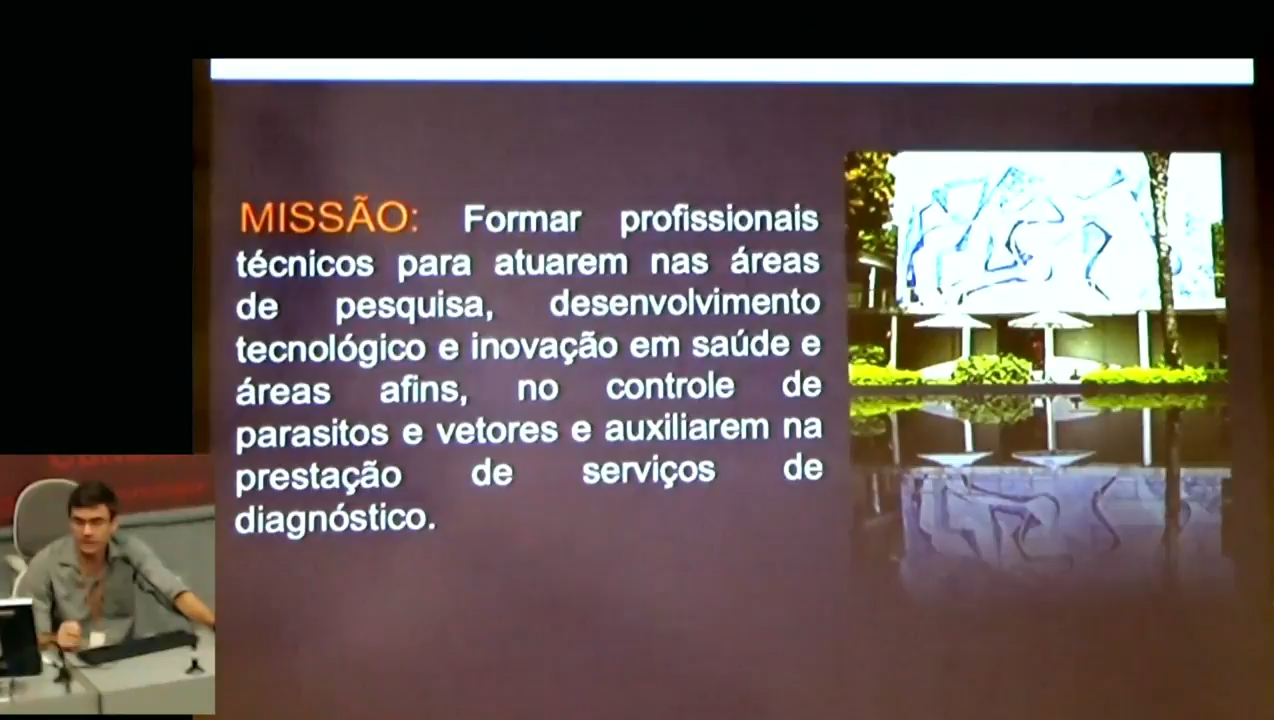 MISSÃO: Formar profissionais
técnicos para atuarem nas áreas
de pesquisa, desenvolvimento
tecnológico e inovação em saúde e
áreas afins, no controle de
parasitos e vetores e auxiliarem na
prestação de serviços de
diagnóstico.